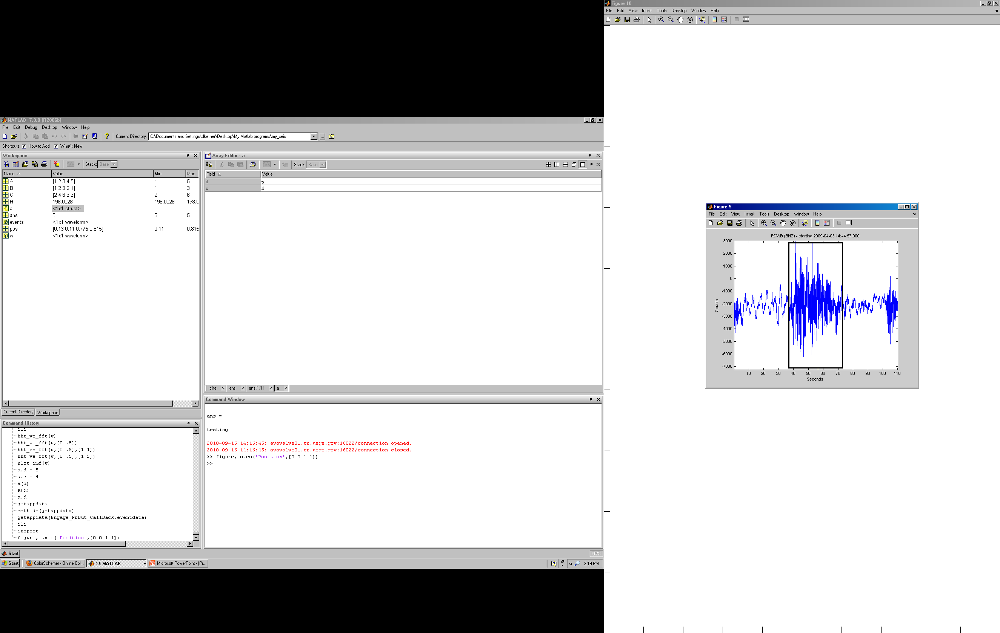 MATLAB 7.3.0 (R2006b)
File Edit Debug Desktop Window Help
Current Directory: C:\Documents and Settings\dketner\Desktop\My Matlab programs\my_seis ...
Shortcuts How to Add What's New
Workspace
Stack: Base
Name Value Min Max
A [1 2 3 4 5] 1 5
B [1 2 3 2 1] 1 3
C [2 4 6 6 6] 2 6
H 198.0028 198.0028 198.0
a <1x1 struct>
ans 5 5 5
events <1x1 waveform>
pos [0.13 0.11 0.775 0.815] 0.11 0.815
w <1x1 waveform>
Current Directory Workspace
Command History
clc
hht_vs_fft(w)
hht_vs_fft(w,[0 .5])
hht_vs_fft(w,[0 .5],[1 1])
hht_vs_fft(w,[0 .5],[1 2])
plot_imf(w)
a.d = 5
a.c = 4
a(d)
a(d)
a.d
getappdata
methods(getappdata)
getappdata(Engage_PrBut_CallBack,eventdata)
clc
inspect
figure, axes('Position',[0 0 1 1])
Array Editor - a
Stack: Base
Field Value
d 5
c 4
cha ans ans{1,1} a
Command Window
ans =
testing
2010-09-16 14:16:45: avovalve01.wr.usgs.gov:16022/connection opened.
2010-09-16 14:16:45: avovalve01.wr.usgs.gov:16022/connection closed.
>> figure, axes('Position',[0 0 1 1])
>>
Start
OVR
Start ColorSchemer - Online Col... 14 MATLAB Microsoft PowerPoint - [Pr... « 2:19 PM
Figure 10
File Edit View Insert Tools Desktop Window Help
Figure 9
File Edit View Insert Tools Desktop Window Help
RDWB (BHZ) - starting 2009-04-03 14:44:57.000
3000
2000
1000
0
-1000
-2000
-3000
-4000
-5000
-6000
-7000
Counts
10 20 30 40 50 60 70 80 90 100 110
Seconds